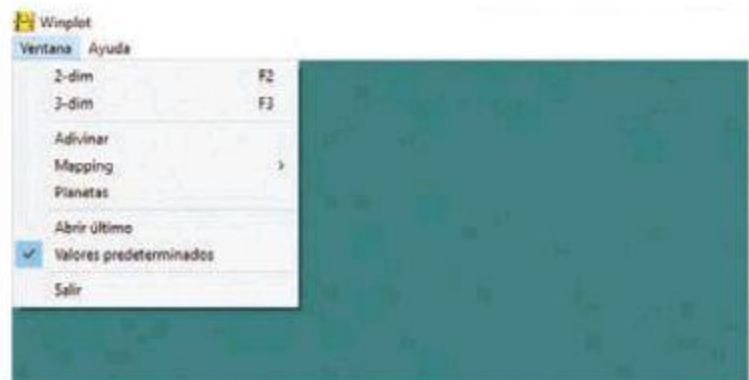 Winplot
Ventana Ayuda
2-dim F2
3-dim F3
Adivinar
Mapping >
Planetas
Abrir último
Valores predeterminados
Salir